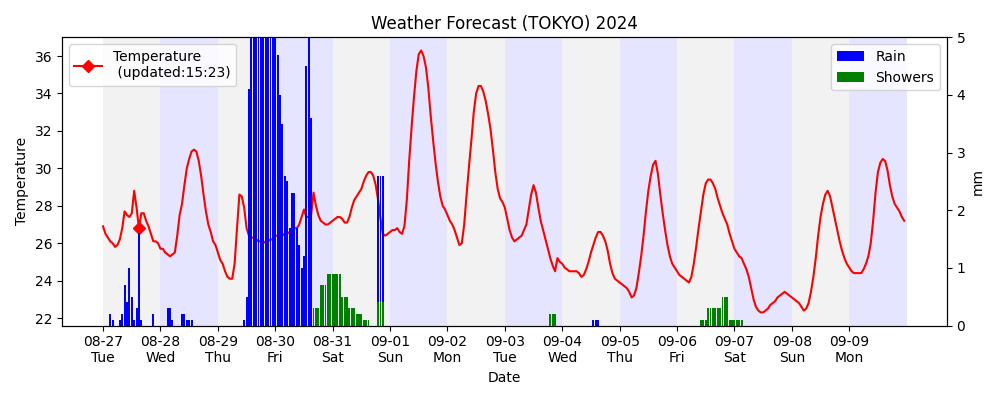 Weather Forecast (TOKYO) 2024
Temperature
(updated:15:23)
Rain
Showers
Temperature
36
34
32
30
28
26
24
22
5
4
3
2
1
0
mm
08-27 08-28 08-29 08-30 08-31 09-01 09-02 09-03 09-04 09-05 09-06 09-07 09-08 09-09
Tue Wed Thu Fri Sat Sun Mon Tue Wed Thu Fri Sat Sun Mon
Date